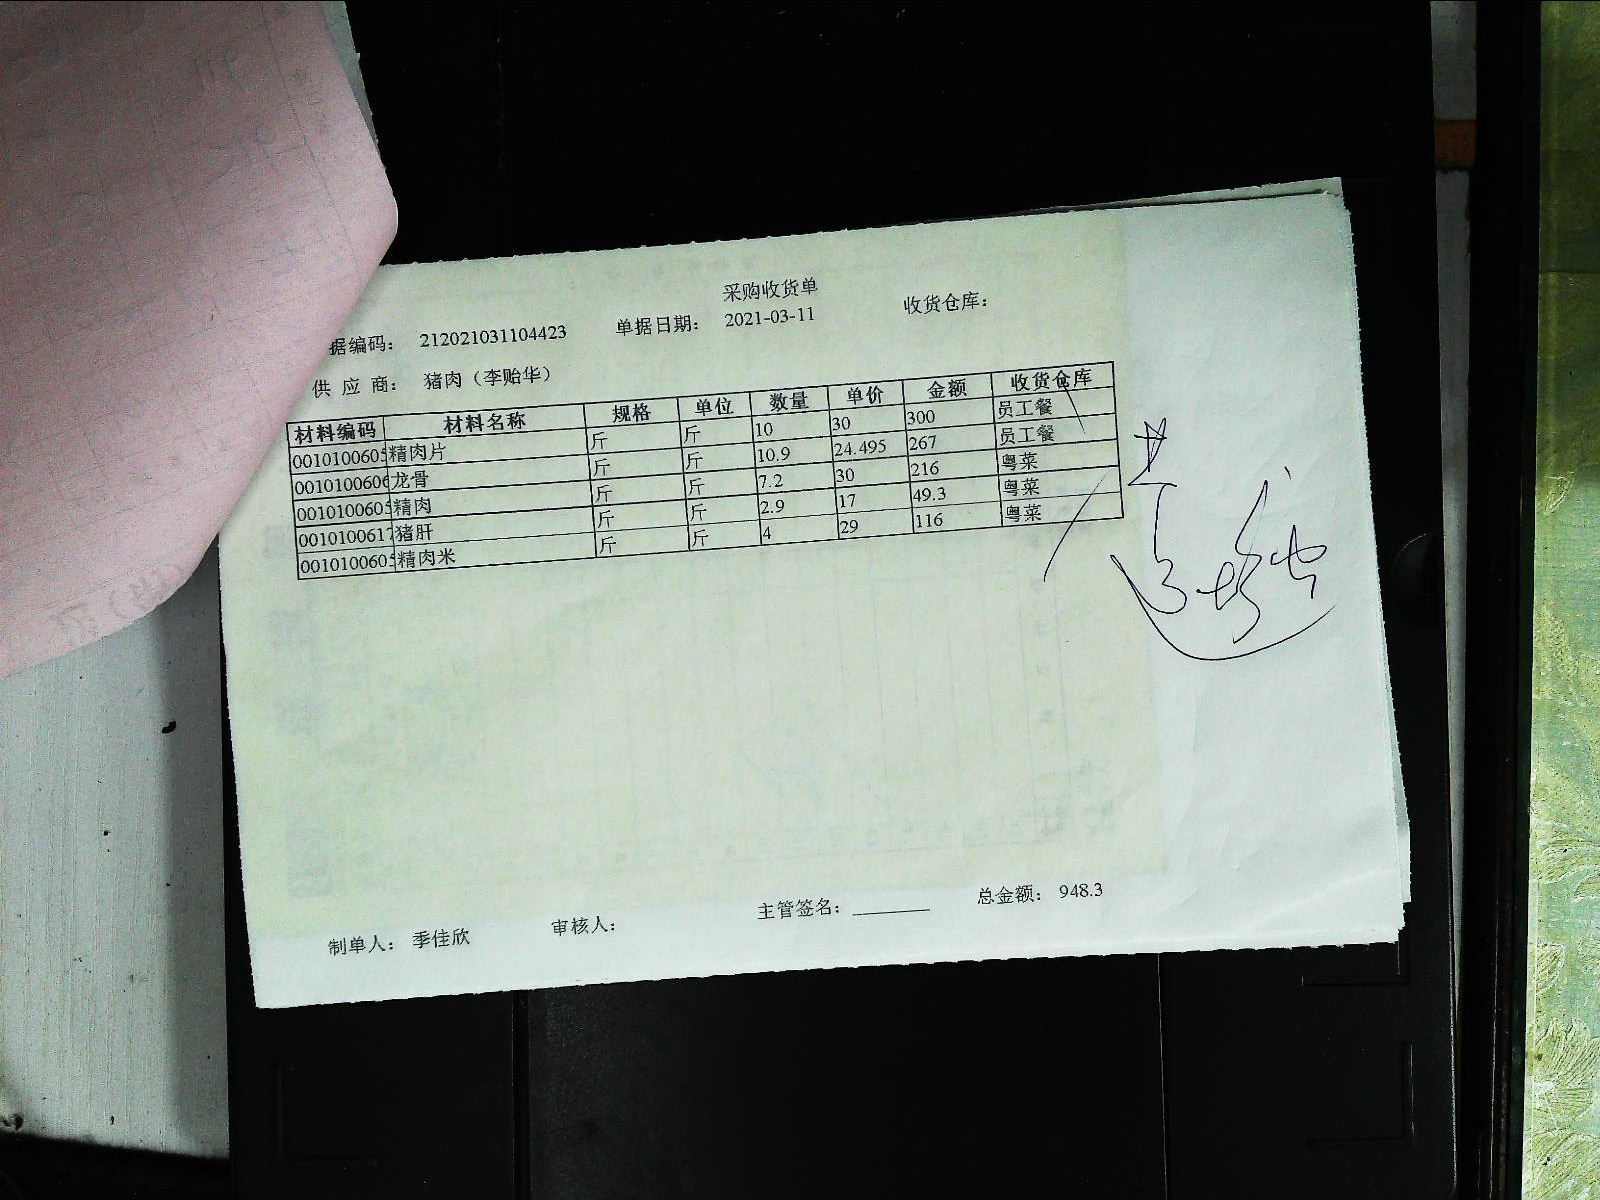 采购收货单
据编码： 212021031104423 单据日期： 2021-03-11 收货仓库：
供 应 商： 猪肉（李贻华）
材料编码 材料名称 规格 单位 数量 单价 金额 收货仓库
0010100605 精肉片 斤 斤 10 30 300 员工餐
0010100606 龙骨 斤 斤 10.9 24.495 267 员工餐
0010100605 精肉 斤 斤 7.2 30 216 粤菜
0010100617 猪肝 斤 斤 2.9 17 49.3 粤菜
0010100605 精肉米 斤 斤 4 29 116 粤菜
制单人： 季佳欣 审核人： 主管签名： 总金额： 948.3